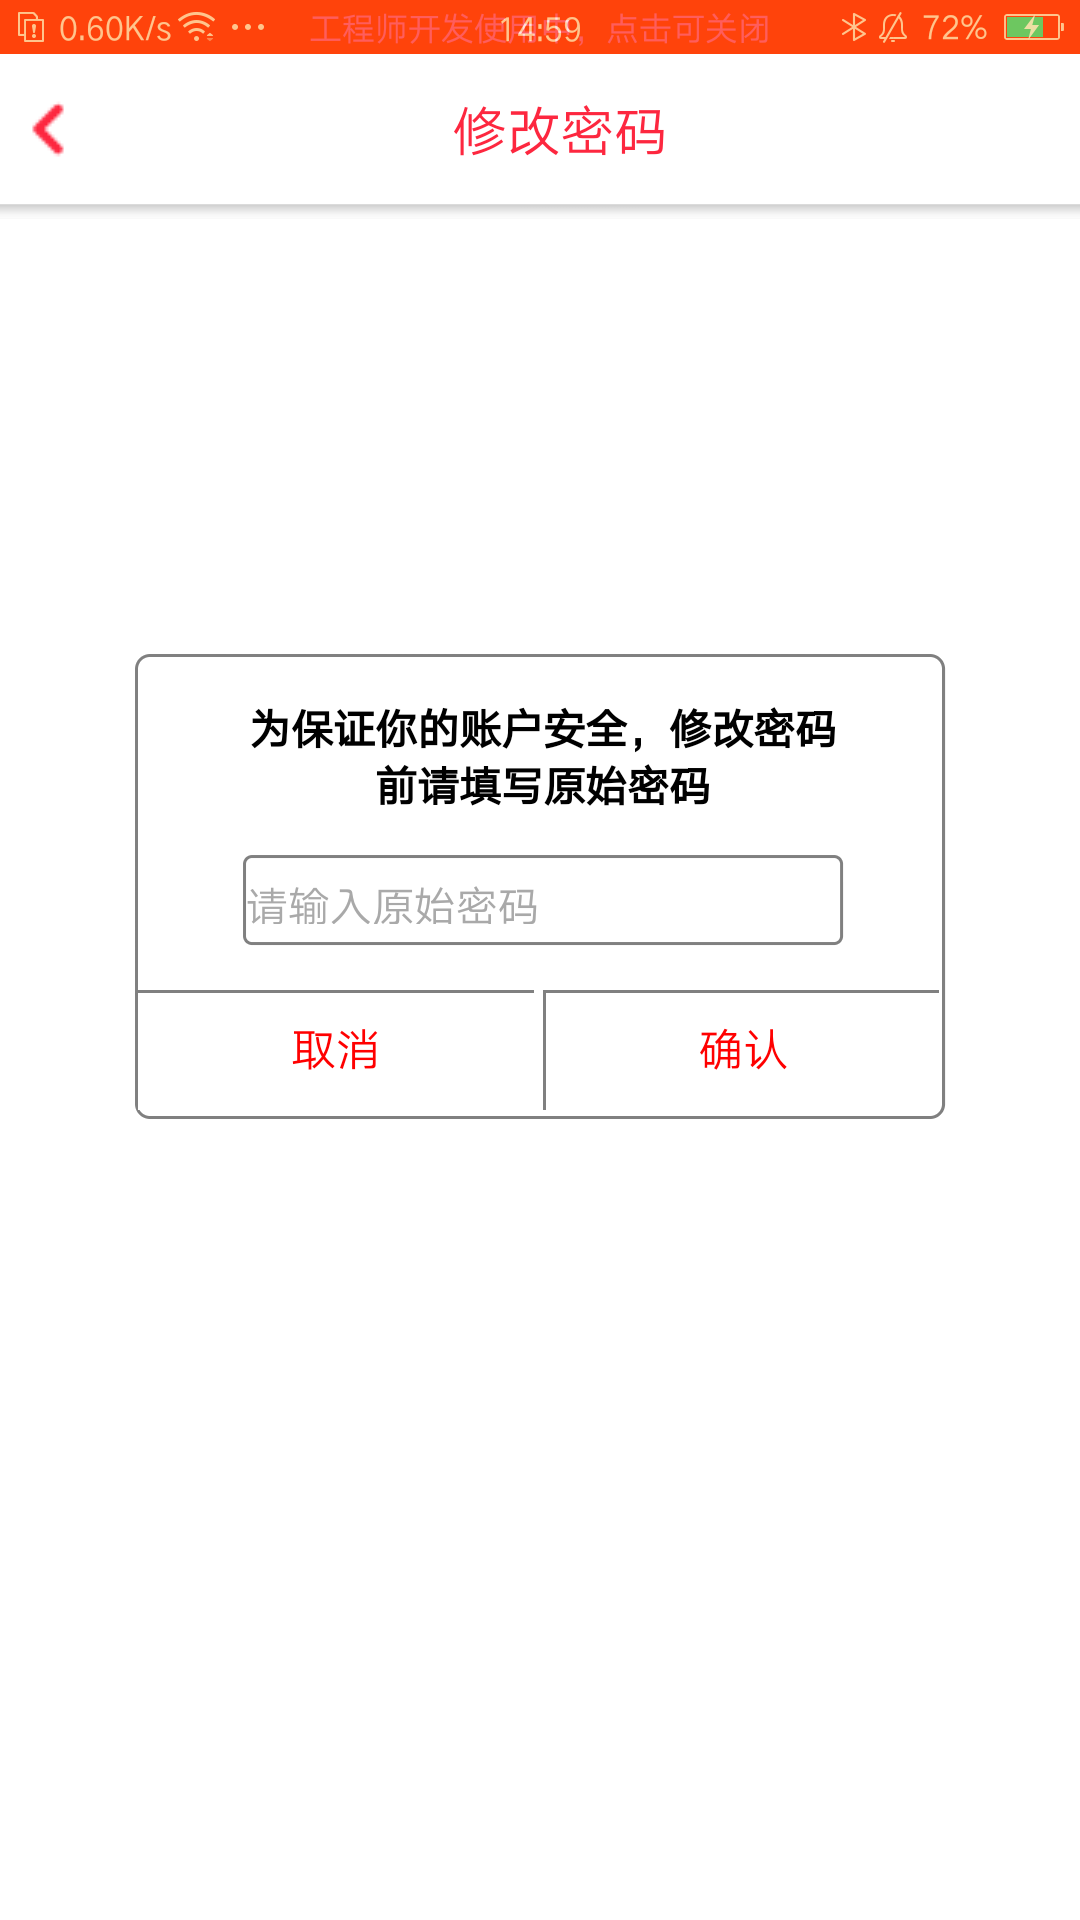 0.60K/s
工程师开发使用中，点击可关闭
14:59
72%
修改密码
为保证你的账户安全，修改密码
前请填写原始密码
请输入原始密码
取消
确认